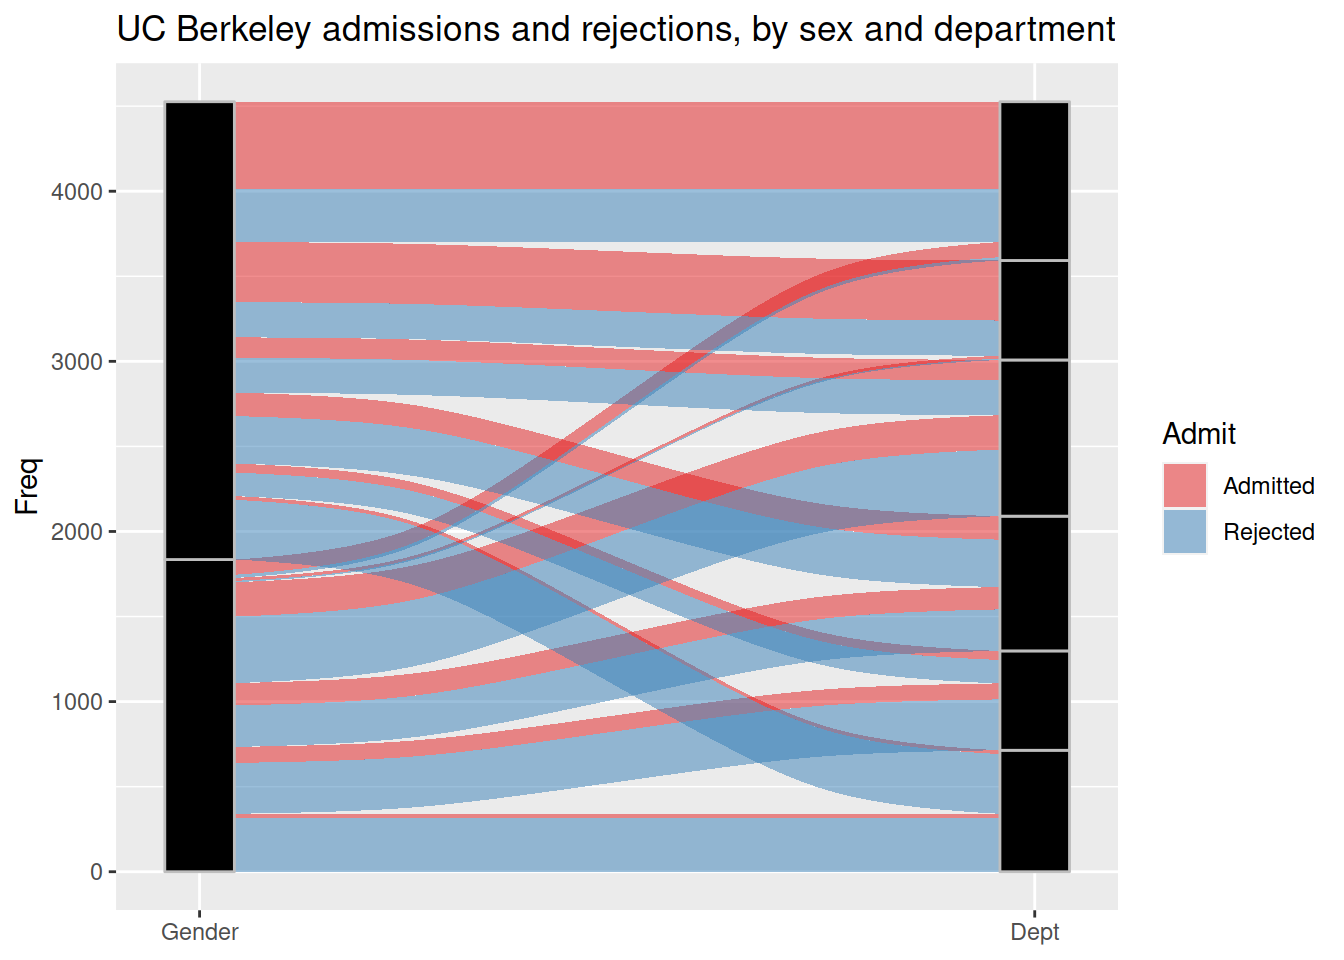 UC Berkeley admissions and rejections, by sex and department
4000
3000
2000
1000
0
Freq
Gender
Dept
Admit
Admitted
Rejected